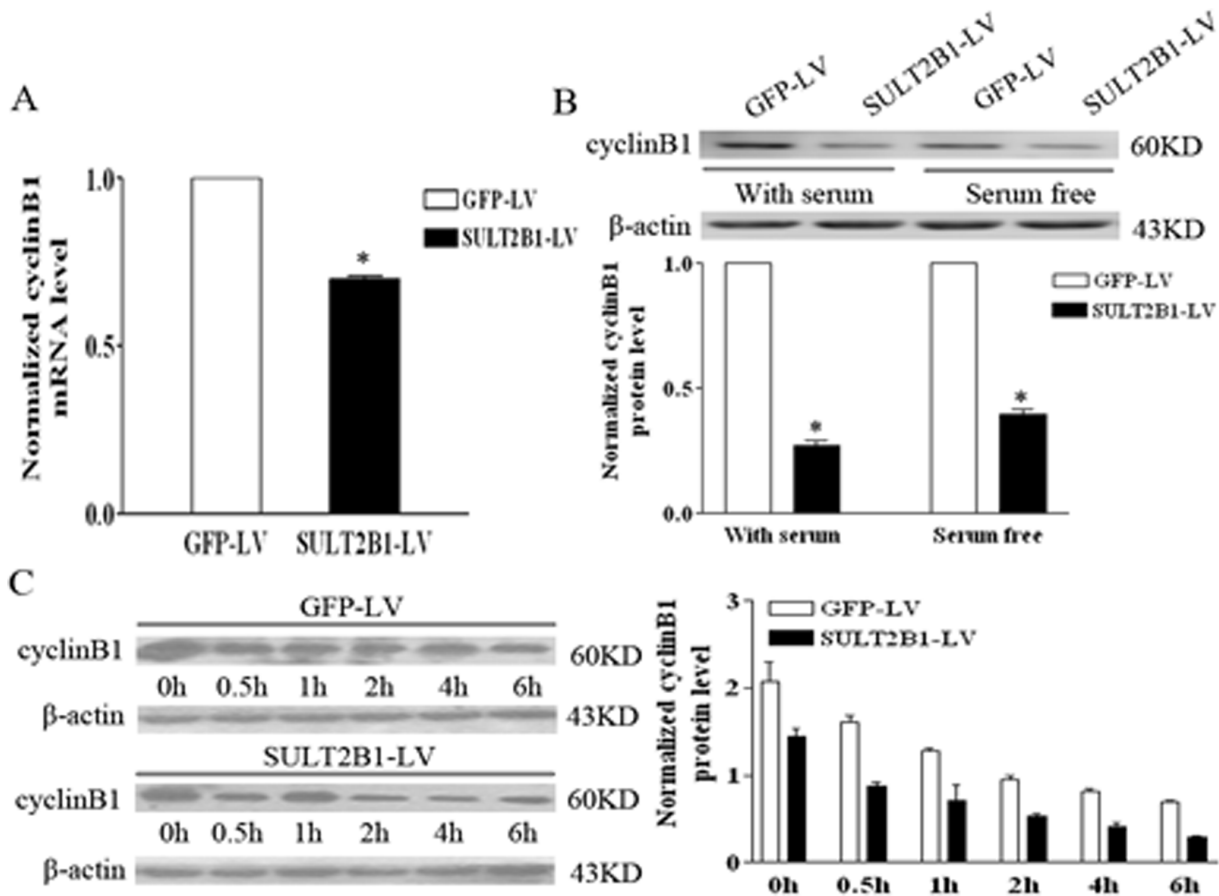 A
Normalized cyclinB1
mRNA level
1.0
0.5
0.0
GFP-LV
SULT2B1-LV
*
GFP-LV
SULT2B1-LV
B
GFP-LV
SULT2B1-LV
GFP-LV
SULT2B1-LV
cyclinB1
60KD
With serum
Serum free
β-actin
43KD
Normalized cyclinB1
protein level
1.0
0.5
0.0
GFP-LV
SULT2B1-LV
*
*
With serum
Serum free
C
GFP-LV
cyclinB1
60KD
0h 0.5h 1h 2h 4h 6h
β-actin
43KD
SULT2B1-LV
cyclinB1
60KD
0h 0.5h 1h 2h 4h 6h
β-actin
43KD
Normalized cyclinB1
protein level
3
2
1
0
GFP-LV
SULT2B1-LV
0h 0.5h 1h 2h 4h 6h